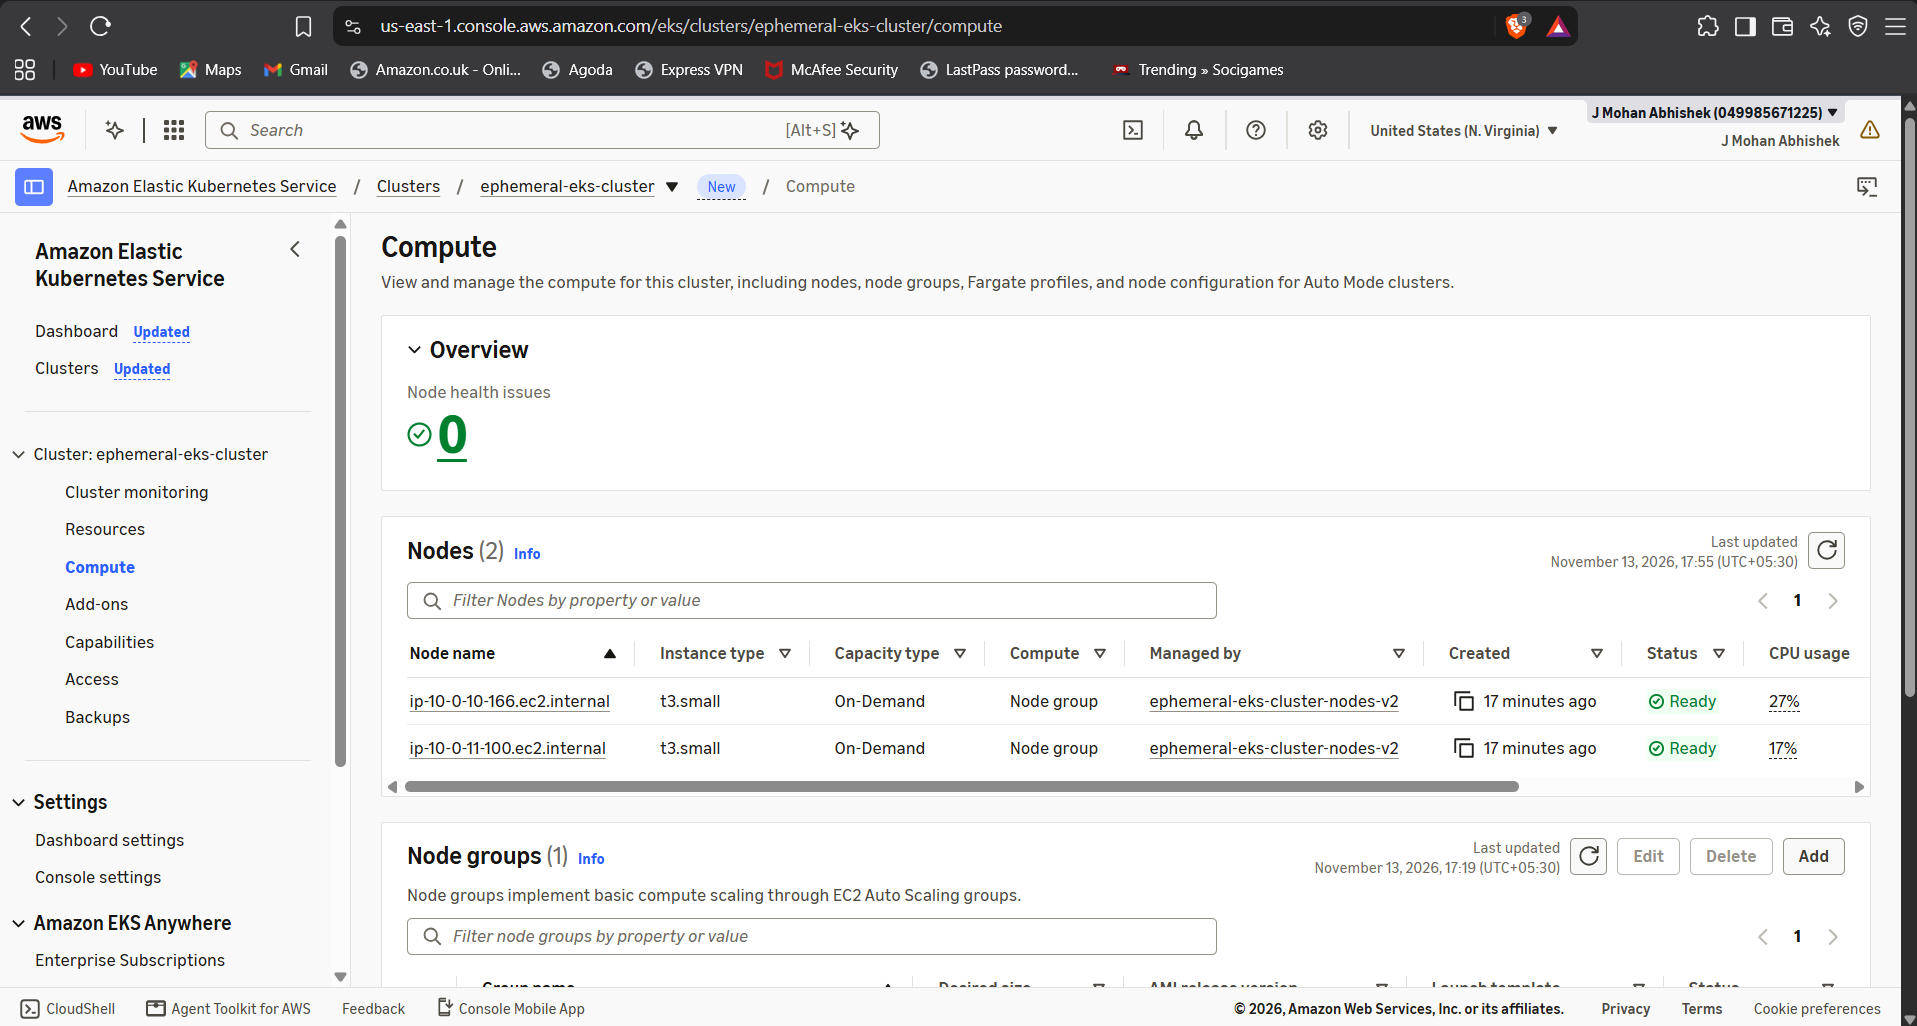 us-east-1.console.aws.amazon.com/eks/clusters/ephemeral-eks-cluster/compute
3
YouTube Maps Gmail Amazon.co.uk - Onli... Agoda Express VPN McAfee Security LastPass password... Trending » Socigames
aws
Search [Alt+S]
United States (N. Virginia)
J Mohan Abhishek (049985671225)
J Mohan Abhishek
Amazon Elastic Kubernetes Service / Clusters / ephemeral-eks-cluster New / Compute
Amazon Elastic
Kubernetes Service
Dashboard Updated
Clusters Updated
Cluster: ephemeral-eks-cluster
Cluster monitoring
Resources
Compute
Add-ons
Capabilities
Access
Backups
Settings
Dashboard settings
Console settings
Amazon EKS Anywhere
Enterprise Subscriptions
Compute
View and manage the compute for this cluster, including nodes, node groups, Fargate profiles, and node configuration for Auto Mode clusters.
Overview
Node health issues
0
Nodes (2) Info
Last updated
November 13, 2026, 17:55 (UTC+05:30)
Filter Nodes by property or value
1
Node name Instance type Capacity type Compute Managed by Created Status CPU usage
ip-10-0-10-166.ec2.internal t3.small On-Demand Node group ephemeral-eks-cluster-nodes-v2 17 minutes ago Ready 27%
ip-10-0-11-100.ec2.internal t3.small On-Demand Node group ephemeral-eks-cluster-nodes-v2 17 minutes ago Ready 17%
Node groups (1) Info
Last updated
November 13, 2026, 17:19 (UTC+05:30)
Edit Delete Add
Node groups implement basic compute scaling through EC2 Auto Scaling groups.
Filter node groups by property or value
1
Group name Desired size AMI release version Launch template Status
CloudShell Agent Toolkit for AWS Feedback Console Mobile App
© 2026, Amazon Web Services, Inc. or its affiliates. Privacy Terms Cookie preferences